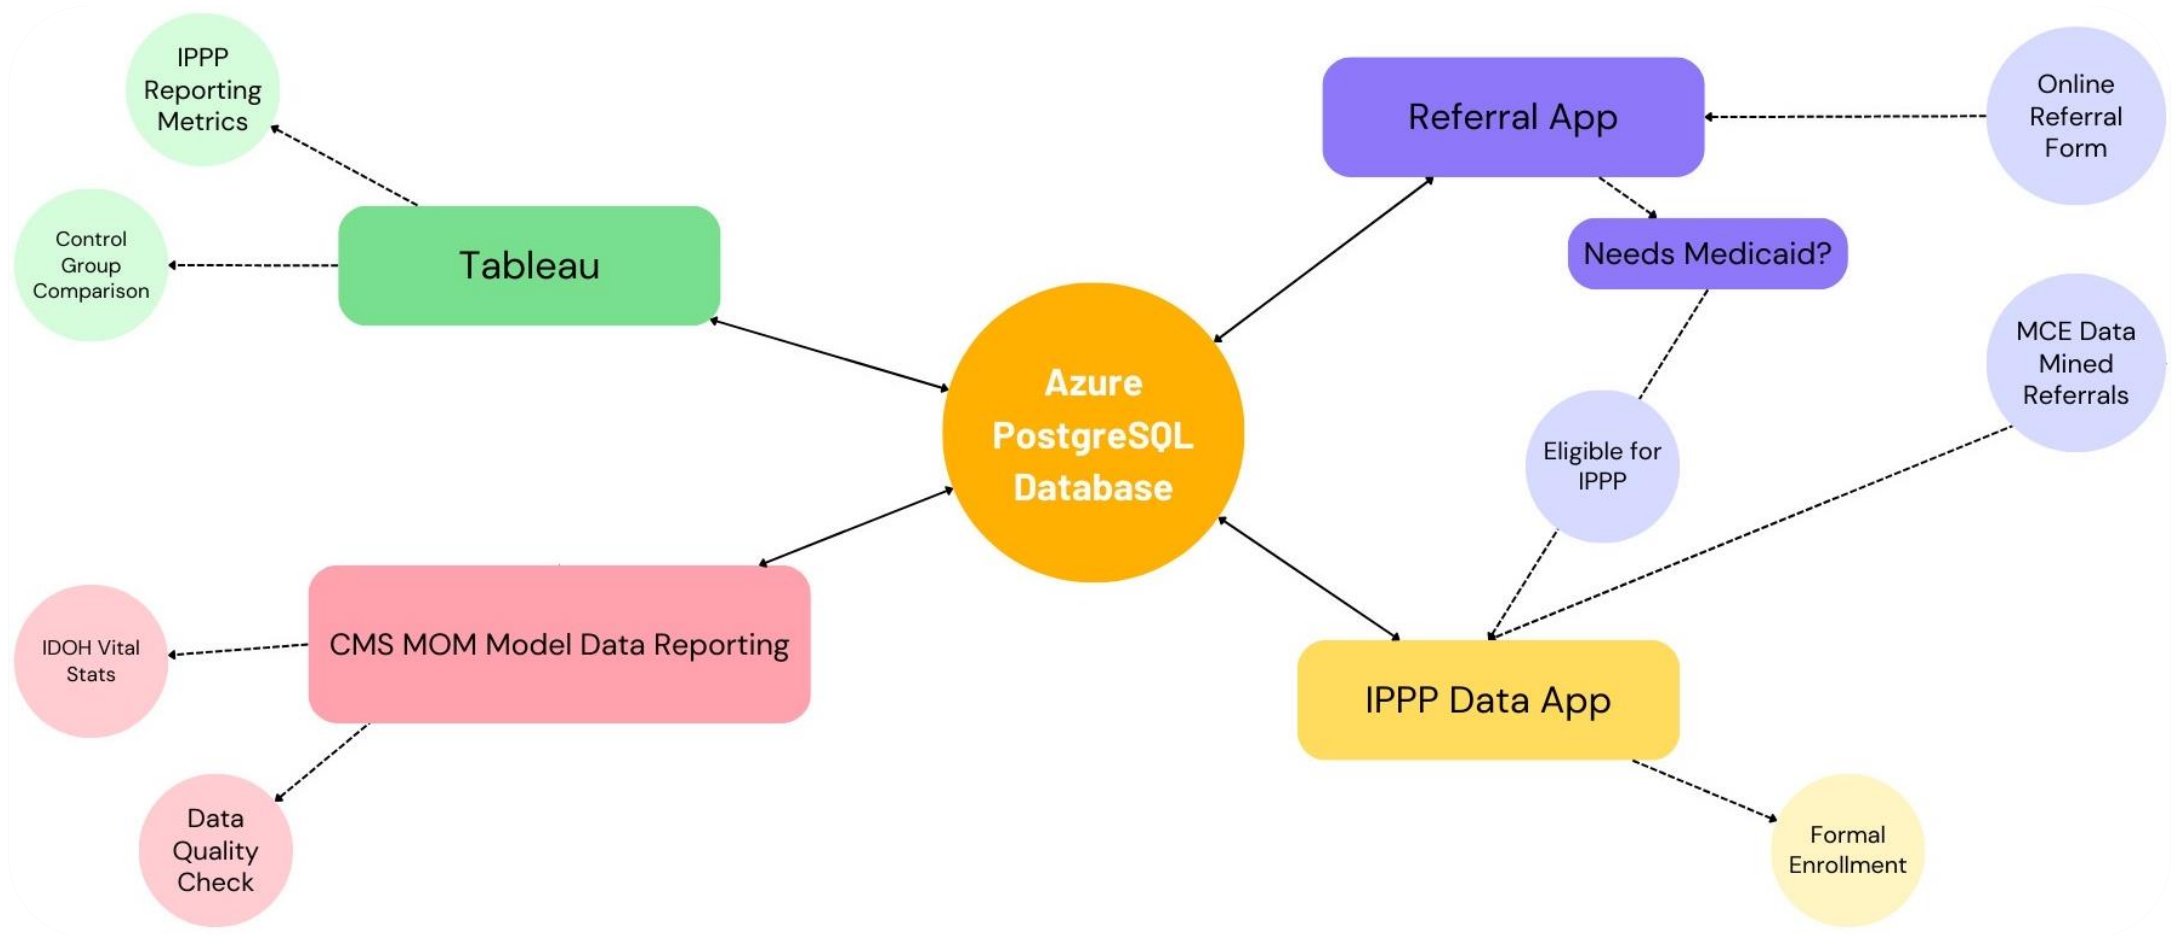 IPPP
Reporting
Metrics
Control
Group
Comparison
Tableau
Azure
PostgreSQL
Database
Referral App
Online
Referral
Form
Needs Medicaid?
MCE Data
Mined
Referrals
Eligible for
IPPP
CMS MOM Model Data Reporting
IDOH Vital
Stats
Data
Quality
Check
IPPP Data App
Formal
Enrollment